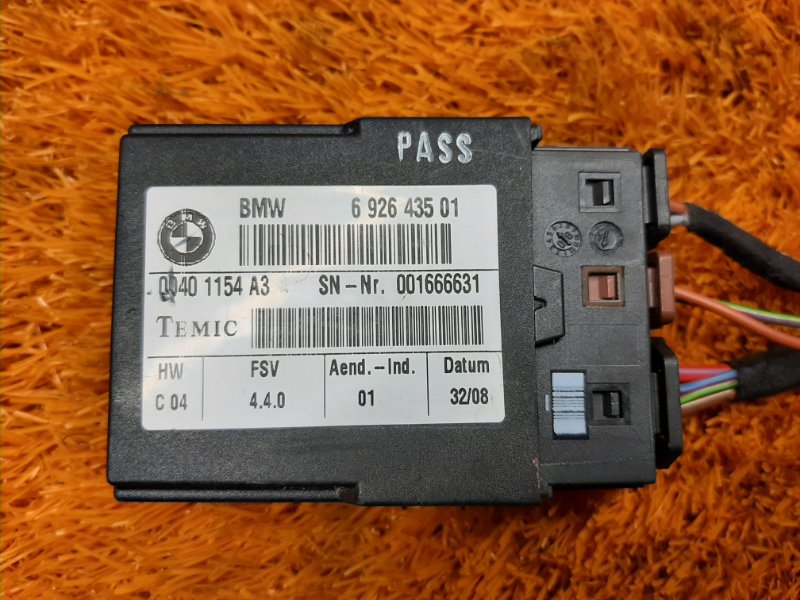 PASS
BMW
BMW 6 926 435 01
0040 1154 A3 SN-Nr. 001666631
TEMIC
HW FSV Aend.-Ind. Datum
C 04 4.4.0 01 32/08